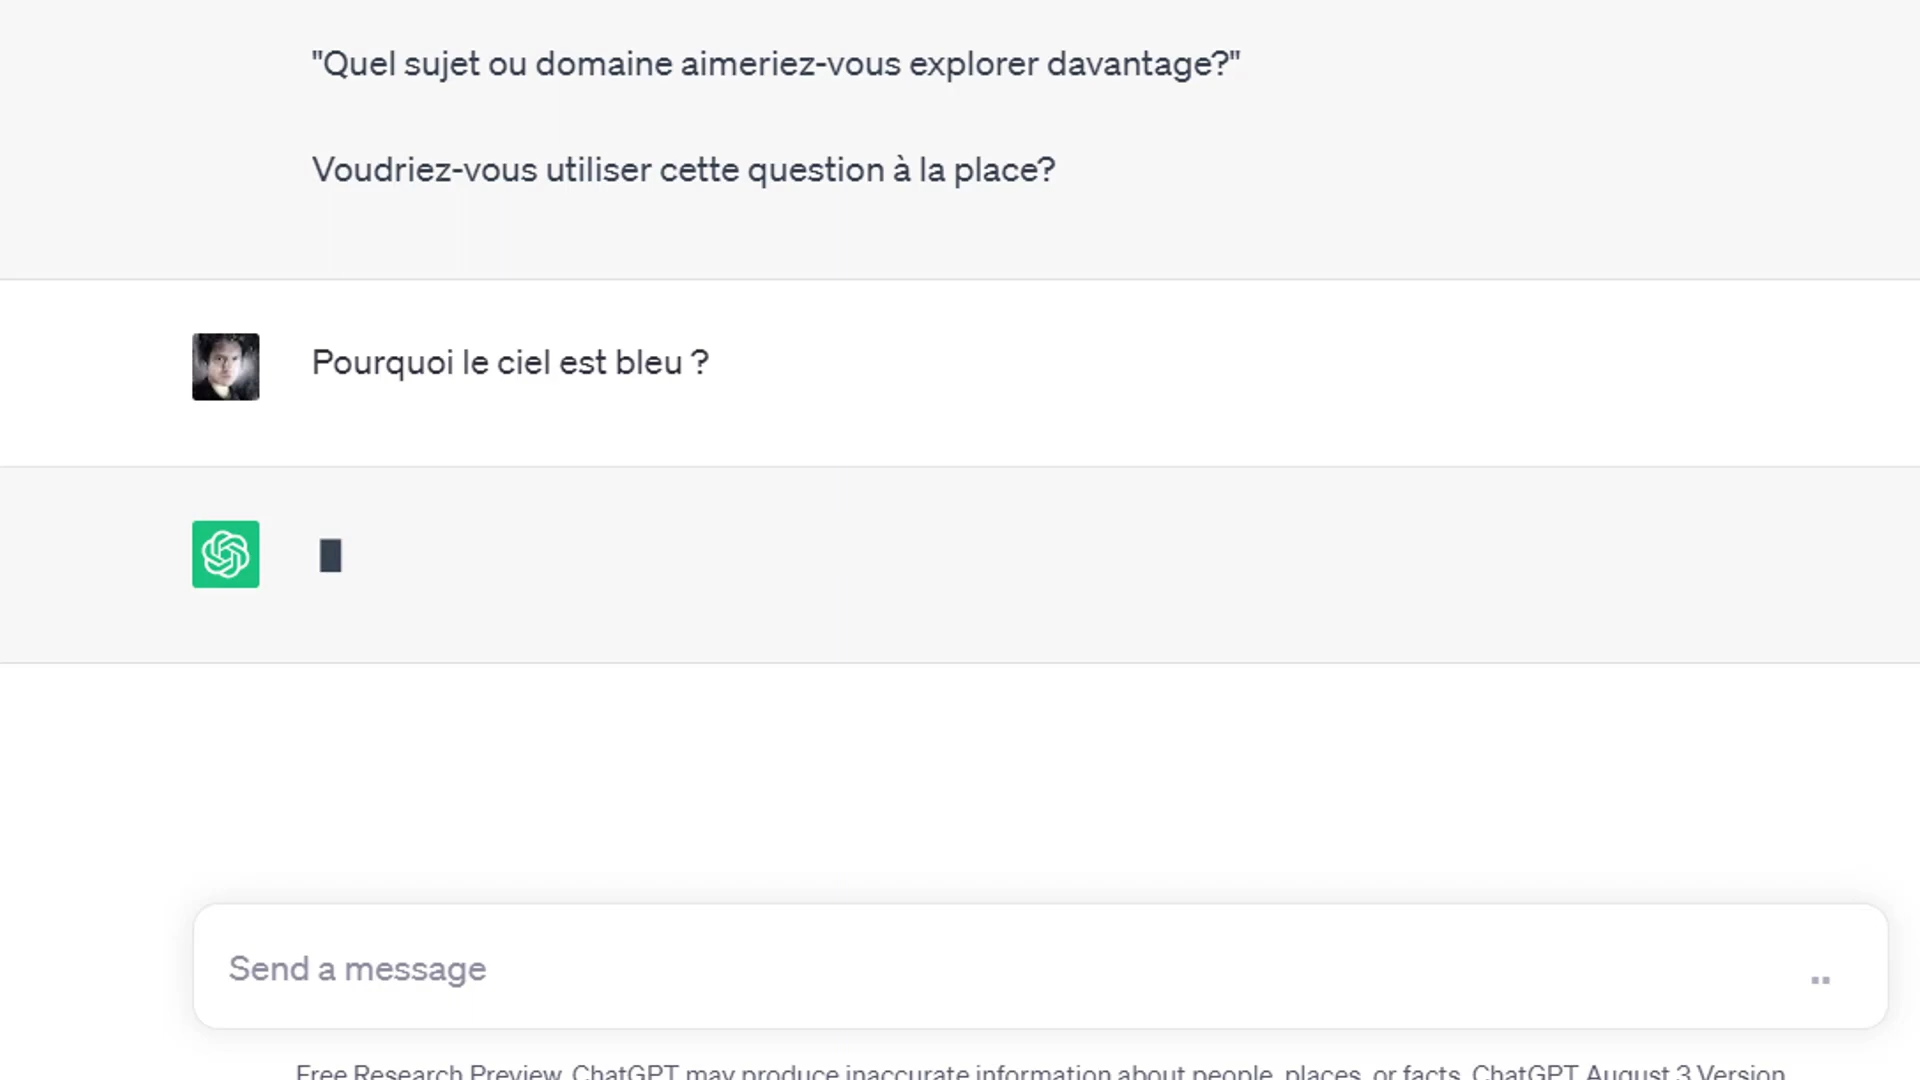 "Quel sujet ou domaine aimeriez-vous explorer davantage?"
Voudriez-vous utiliser cette question à la place?
Pourquoi le ciel est bleu ?
Send a message
Free Research Preview. ChatGPT may produce inaccurate information about people, places, or facts. ChatGPT August 3 Version